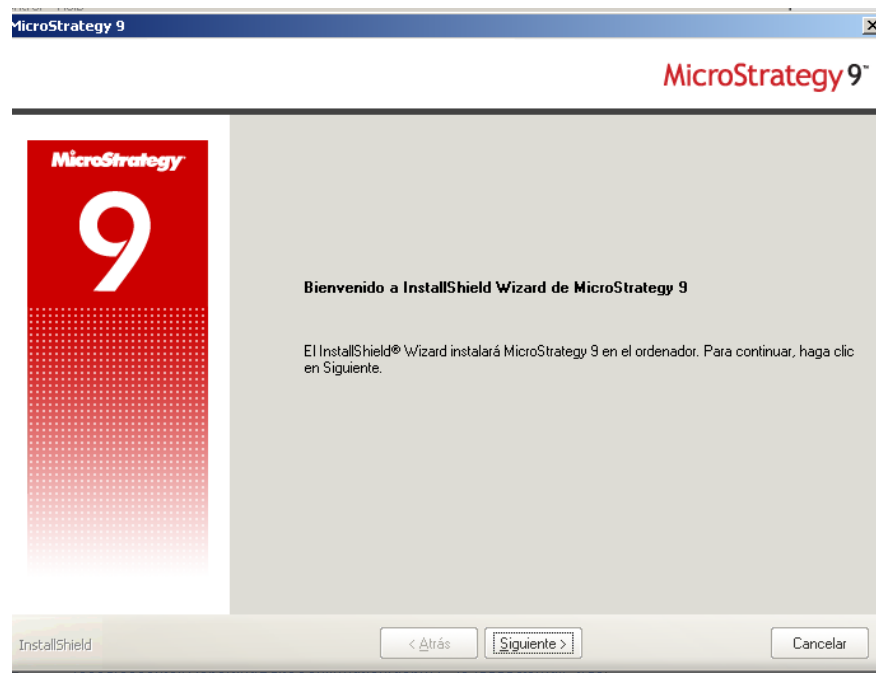 MicroStrategy 9
MicroStrategy 9™
MicroStrategy
9
Bienvenido a InstallShield Wizard de MicroStrategy 9
El InstallShield® Wizard instalará MicroStrategy 9 en el ordenador. Para continuar, haga clic
en Siguiente.
InstallShield
< Atrás
Siguiente >
Cancelar